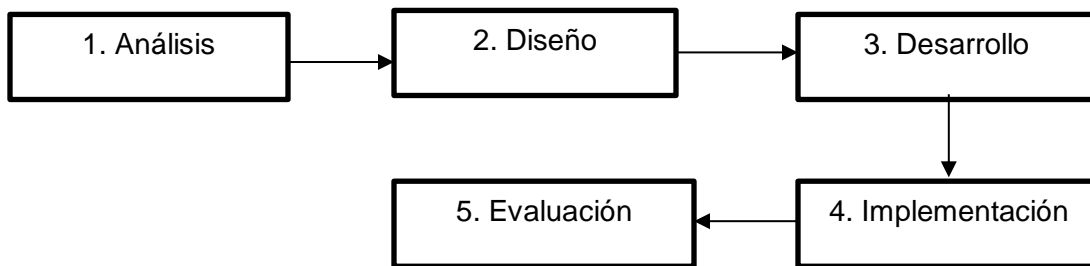 1. Análisis
2. Diseño
3. Desarrollo
4. Implementación
5. Evaluación